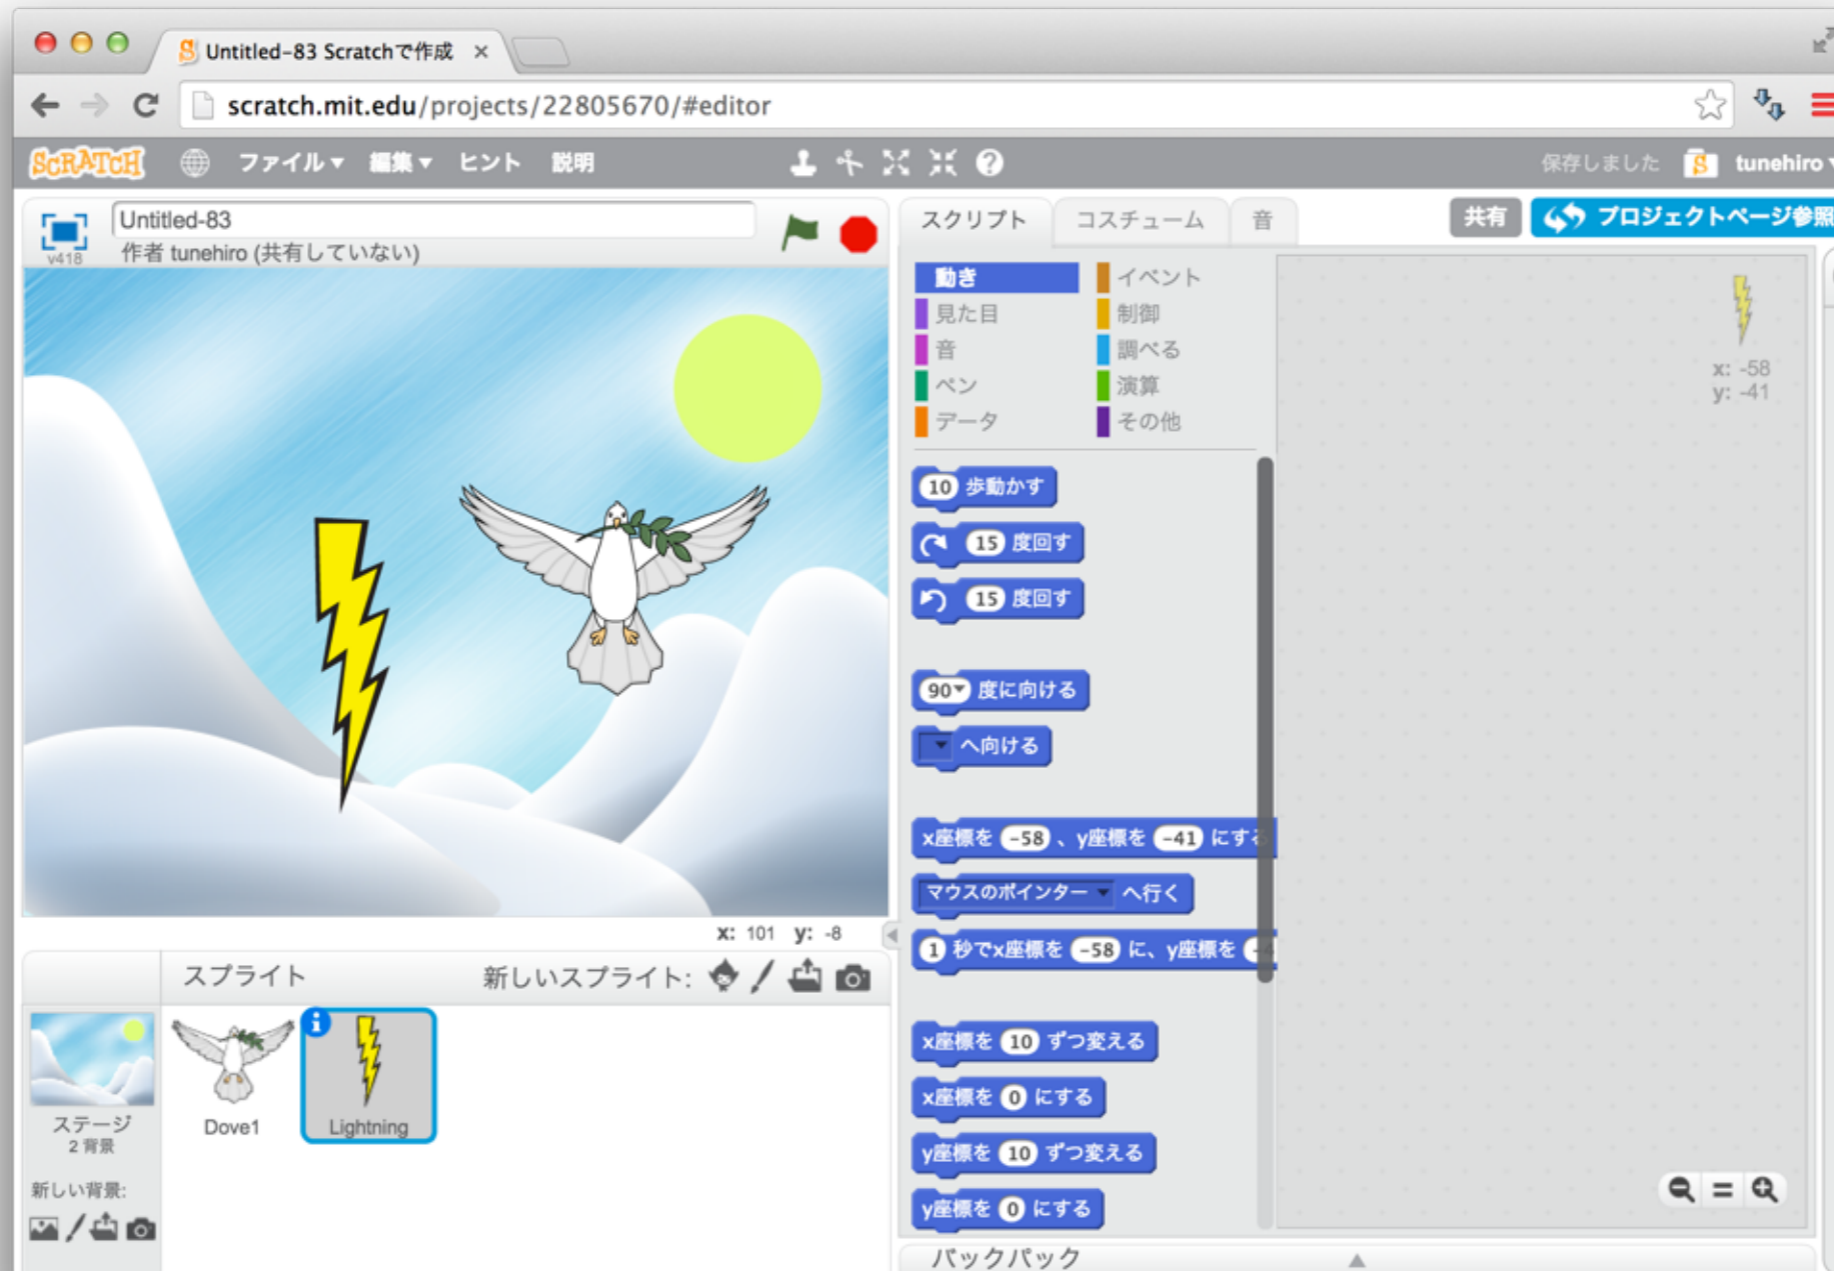 Untitled-83 Scratchで作成
scratch.mit.edu/projects/22805670/#editor
SCRATCH ファイル 編集 ヒント 説明 保存しました tunehiro
Untitled-83
作者 tunehiro (共有していない)
v418
スクリプト コスチューム 音 共有 プロジェクトページ参照
動き イベント
見た目 制御
音 調べる
ペン 演算
データ その他
x: -58
y: -41
10 歩動かす
15 度回す
15 度回す
90 度に向ける
へ向ける
x座標を -58 、y座標を -41 にする
マウスのポインター へ行く
1 秒でx座標を -58 に、y座標を
x座標を 10 ずつ変える
x座標を 0 にする
y座標を 10 ずつ変える
y座標を 0 にする
x: 101 y: -8
スプライト 新しいスプライト:
ステージ
2 背景
新しい背景:
Dove1
Lightning
バックパック